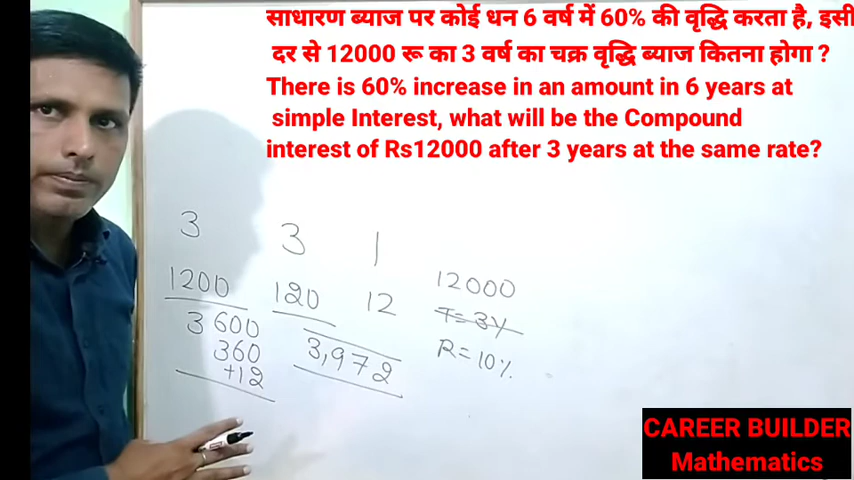 साधारण ब्याज पर कोई धन 6 वर्ष में 60% की वृद्धि करता है, इसी
दर से 12000 रू का 3 वर्ष का चक्र वृद्धि ब्याज कितना होगा ?
There is 60% increase in an amount in 6 years at
simple Interest, what will be the Compound
interest of Rs12000 after 3 years at the same rate?
3 3 1
1200 120 12 12000
T=3Y
3600 R=10%
360 3,972
+12
CAREER BUILDER
Mathematics